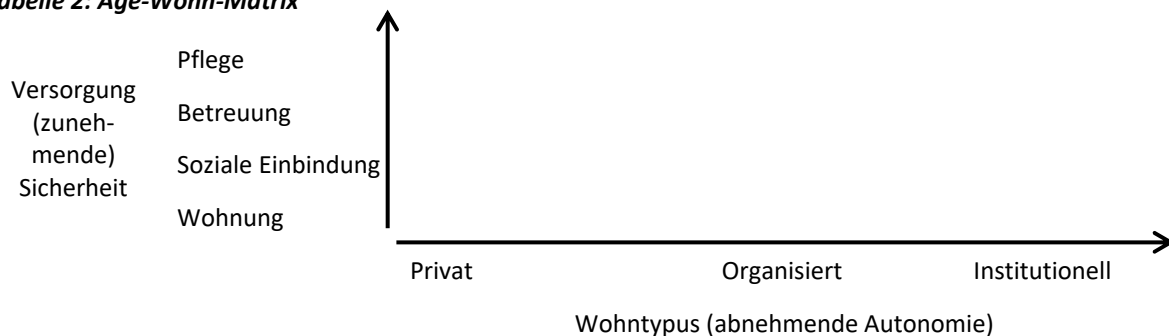 Tabelle 2: Age-Wohn-Matrix
Pflege
Versorgung
(zuneh-
mende)
Sicherheit
Betreuung
Soziale Einbindung
Wohnung
Privat
Organisiert
Institutionell
Wohntypus (abnehmende Autonomie)